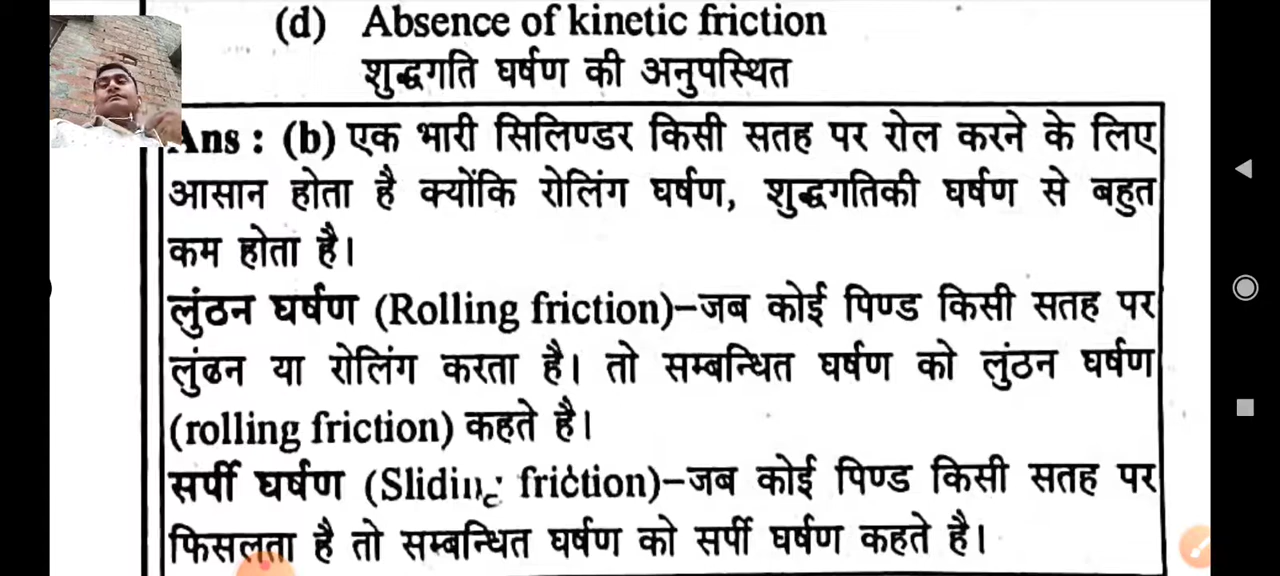 (d) Absence of kinetic friction
शुद्धगति घर्षण की अनुपस्थित
Ans : (b) एक भारी सिलिण्डर किसी सतह पर रोल करने के लिए
आसान होता है क्योंकि रोलिंग घर्षण, शुद्धगतिकी घर्षण से बहुत
कम होता है।
लुंठन घर्षण (Rolling friction)–जब कोई पिण्ड किसी सतह पर
लुंढन या रोलिंग करता है। तो सम्बन्धित घर्षण को लुंठन घर्षण
(rolling friction) कहते है।
सर्पी घर्षण (Sliding friction)–जब कोई पिण्ड किसी सतह पर
फिसलता है तो सम्बन्धित घर्षण को सर्पी घर्षण कहते है।